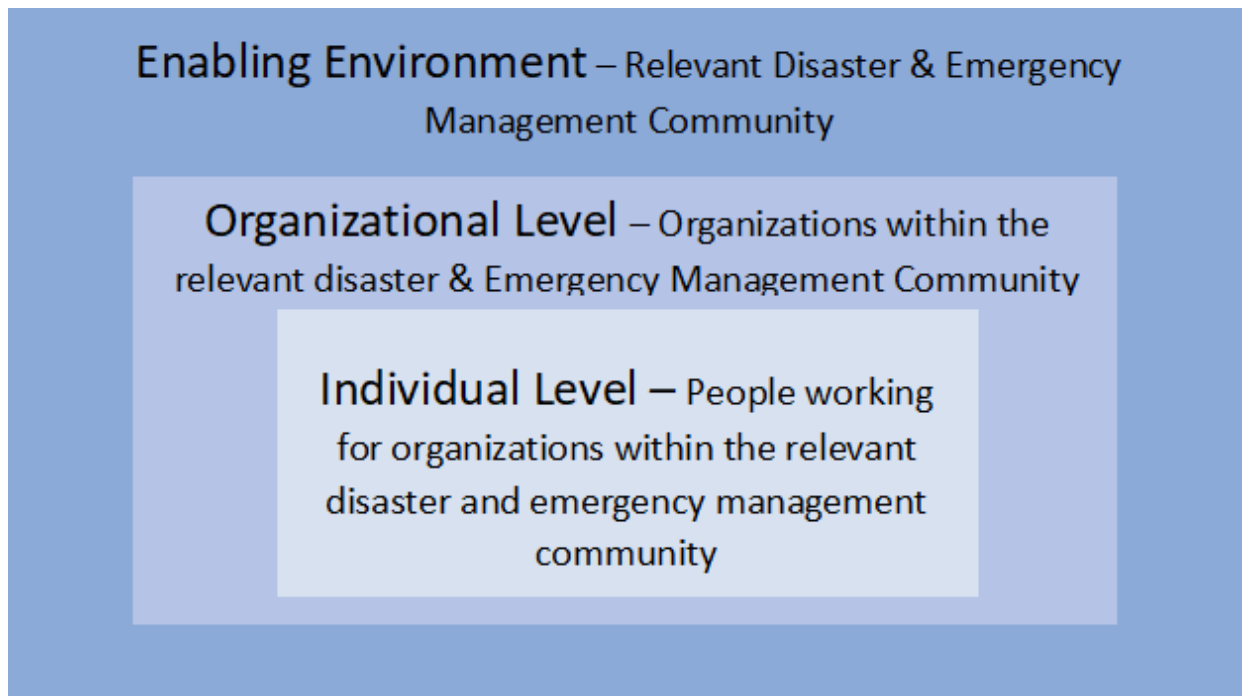 Enabling Environment – Relevant Disaster & Emergency
Management Community
Organizational Level – Organizations within the
relevant disaster & Emergency Management Community
Individual Level – People working
for organizations within the relevant
disaster and emergency management
community